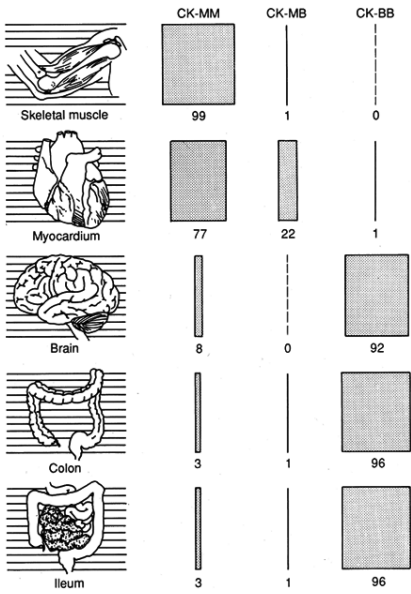 CK-MM CK-MB CK-BB
Skeletal muscle 99 1 0
Myocardium 77 22 1
Brain 8 0 92
Colon 3 1 96
Ileum 3 1 96